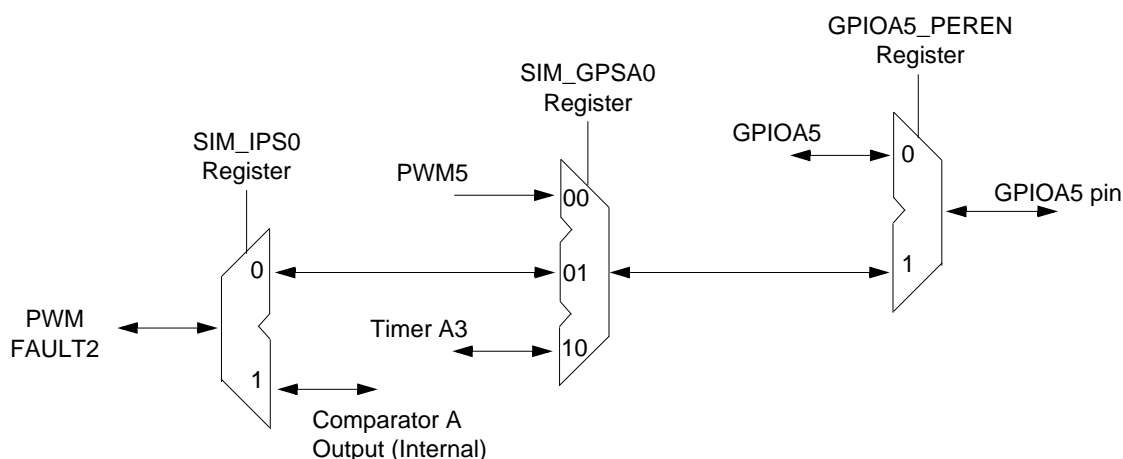 GPIOA5_PEREN
Register
SIM_GPSA0
Register
SIM_IPS0
Register
GPIOA5
0
PWM5
00
GPIOA5 pin
0
01
1
PWM
FAULT2
Timer A3
10
1
Comparator A
Output (Internal)